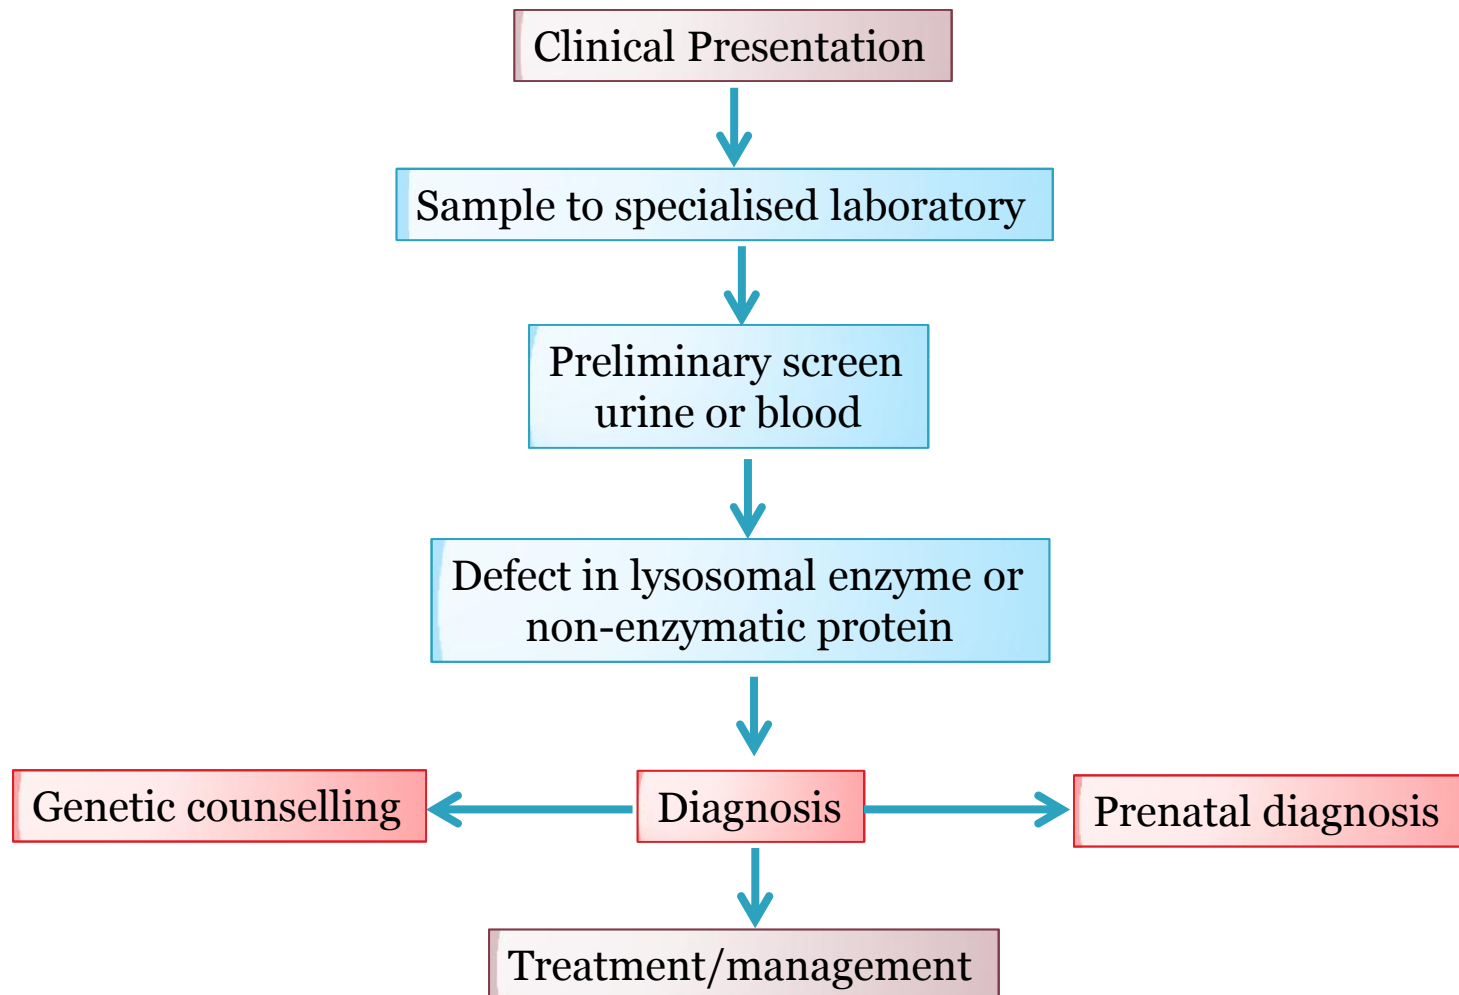 Clinical Presentation
Sample to specialised laboratory
Preliminary screen
urine or blood
Defect in lysosomal enzyme or
non-enzymatic protein
Genetic counselling
Diagnosis
Prenatal diagnosis
Treatment/management